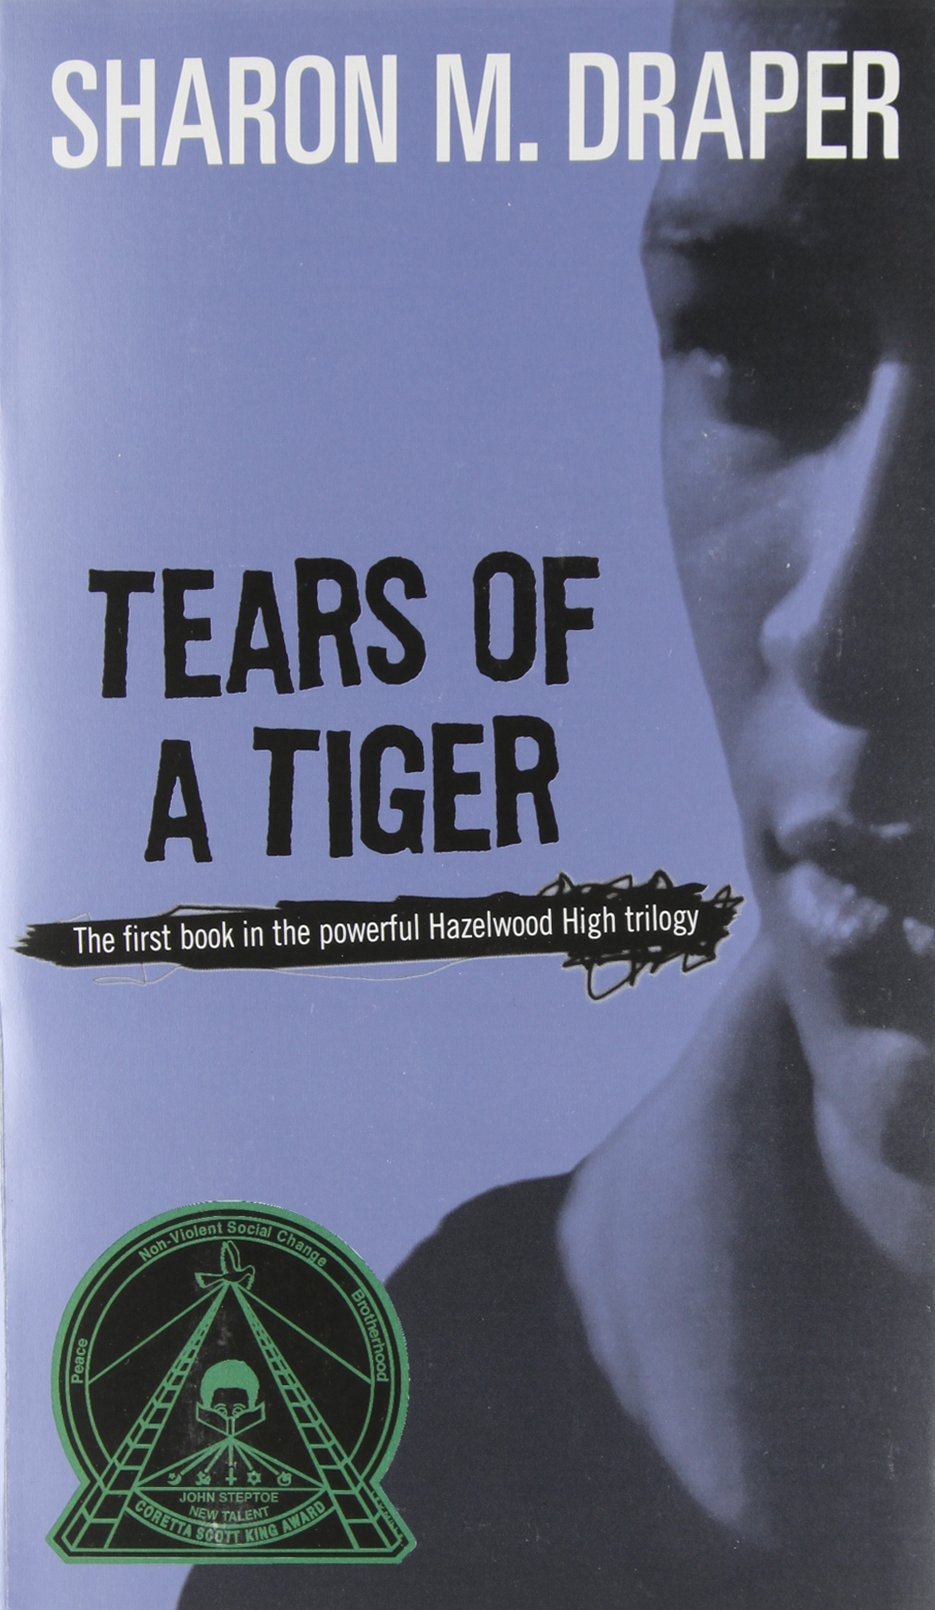 SHARON M. DRAPER
TEARS OF
A TIGER
The first book in the powerful Hazelwood High trilogy
Peace
Non-Violent Social Change
Brotherhood
JOHN STEPTOE
NEW TALENT
CORETTA SCOTT KING AWARD